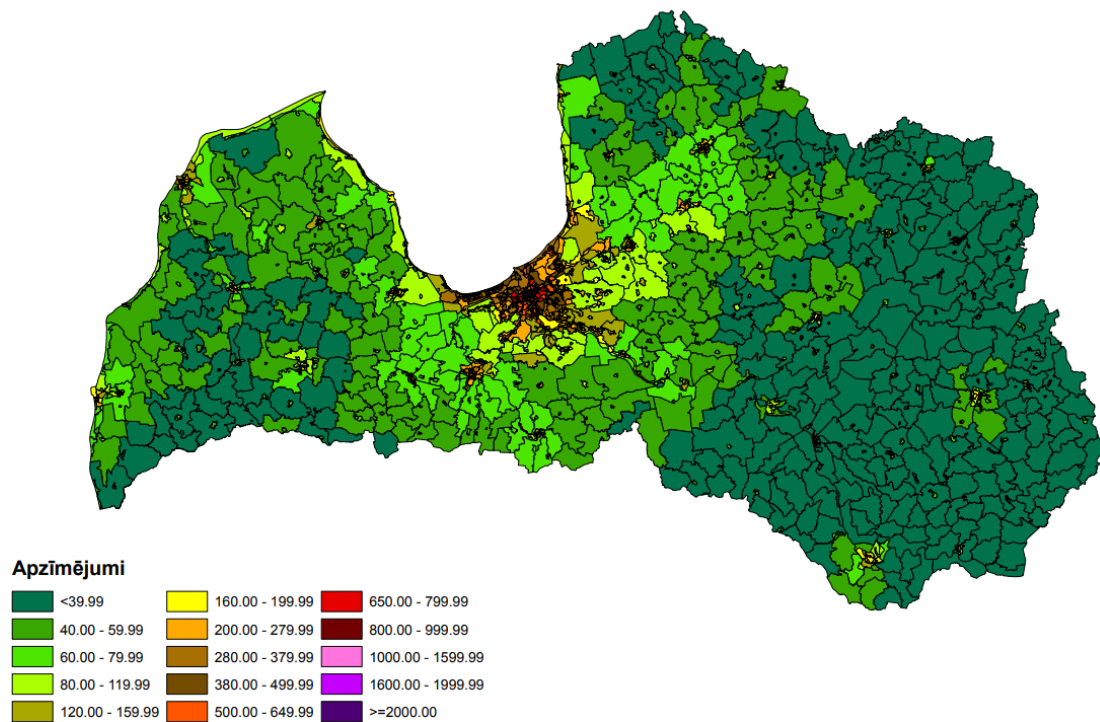 Apzīmējumi
<39.99
40.00 - 59.99
60.00 - 79.99
80.00 - 119.99
120.00 - 159.99
160.00 - 199.99
200.00 - 279.99
280.00 - 379.99
380.00 - 499.99
500.00 - 649.99
650.00 - 799.99
800.00 - 999.99
1000.00 - 1599.99
1600.00 - 1999.99
>=2000.00